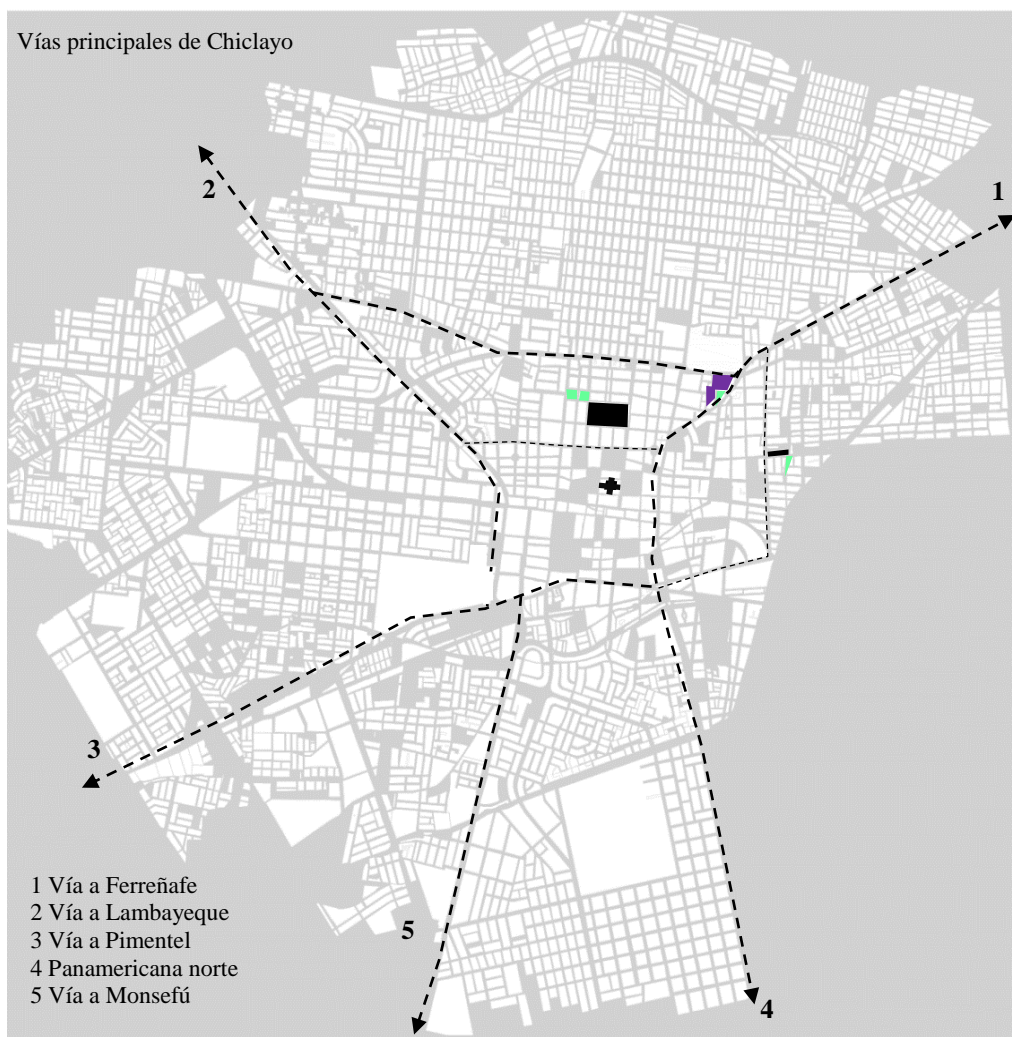 Vías principales de Chiclayo
1
2
3
5
4
1 Vía a Ferreñafe
2 Vía a Lambayeque
3 Vía a Pimentel
4 Panamericana norte
5 Vía a Monsefú